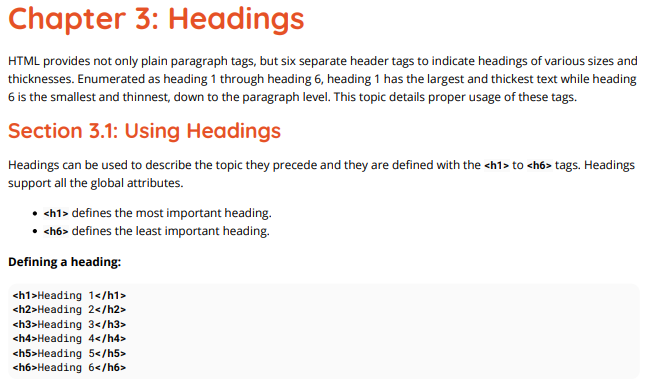 Chapter 3: Headings
HTML provides not only plain paragraph tags, but six separate header tags to indicate headings of various sizes and
thicknesses. Enumerated as heading 1 through heading 6, heading 1 has the largest and thickest text while heading
6 is the smallest and thinnest, down to the paragraph level. This topic details proper usage of these tags.
Section 3.1: Using Headings
Headings can be used to describe the topic they precede and they are defined with the <h1> to <h6> tags. Headings
support all the global attributes.
• <h1> defines the most important heading.
• <h6> defines the least important heading.
Defining a heading:
<h1>Heading 1</h1>
<h2>Heading 2</h2>
<h3>Heading 3</h3>
<h4>Heading 4</h4>
<h5>Heading 5</h5>
<h6>Heading 6</h6>